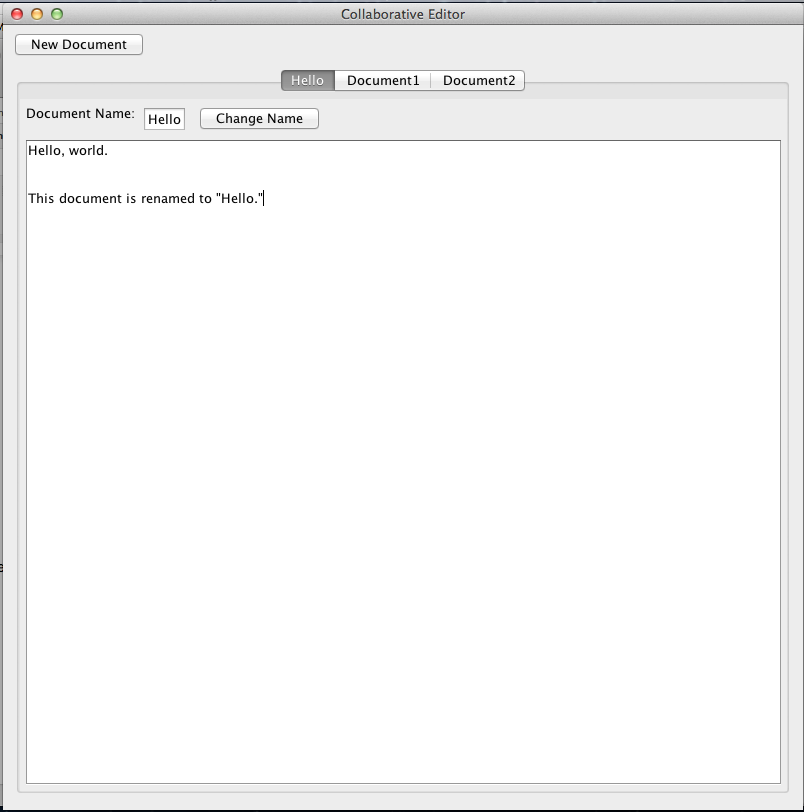 Collaborative Editor
New Document
Hello Document1 Document2
Document Name: Hello Change Name
Hello, world.
This document is renamed to "Hello."